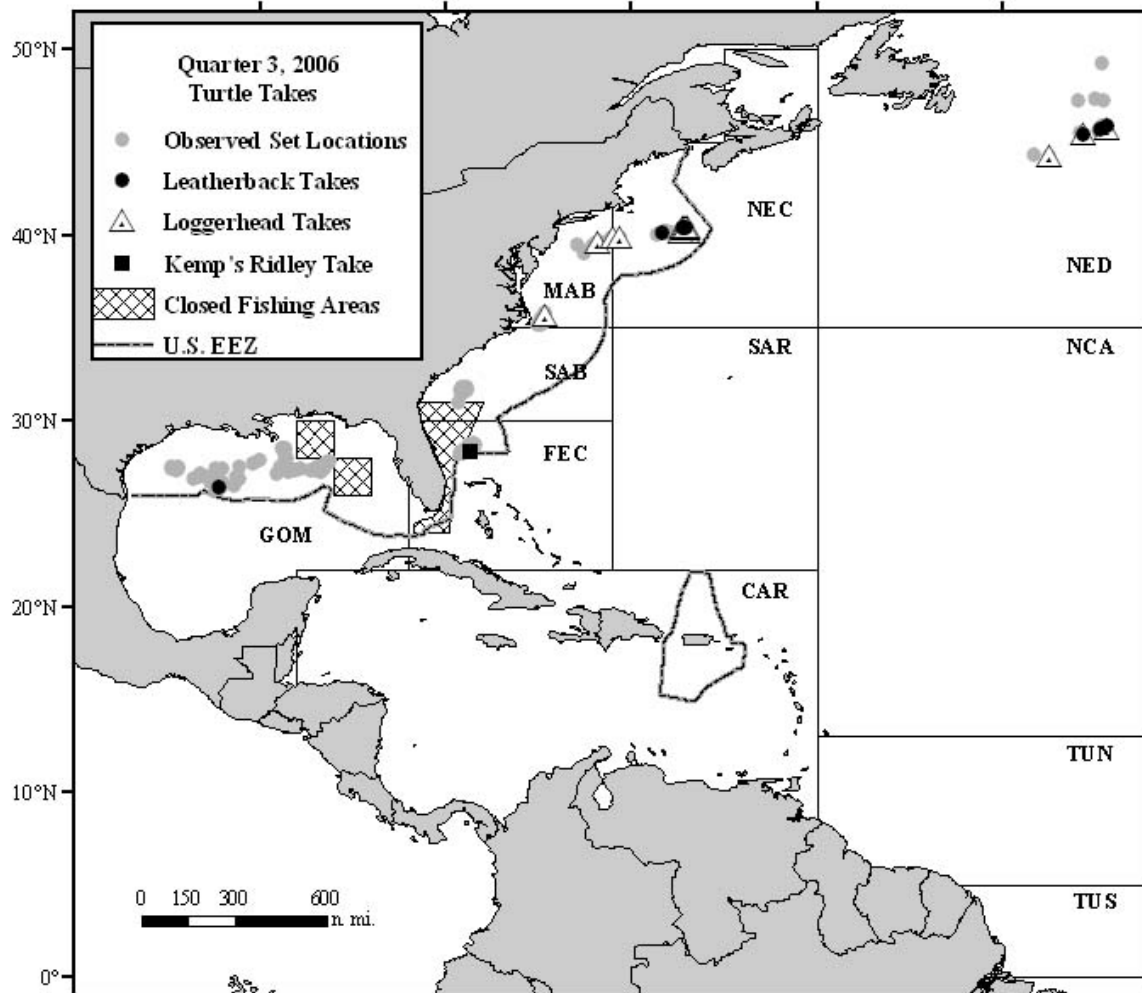 50°N
40°N
30°N
20°N
10°N
0°
Quarter 3, 2006
Turtle Takes
Observed Set Locations
Leatherback Takes
Loggerhead Takes
Kemp's Ridley Take
Closed Fishing Areas
U.S. EEZ
NEC
NED
MAB
SAR
NCA
SAB
FEC
GOM
CAR
TUN
TUS
0 150 300 600
n. mi.